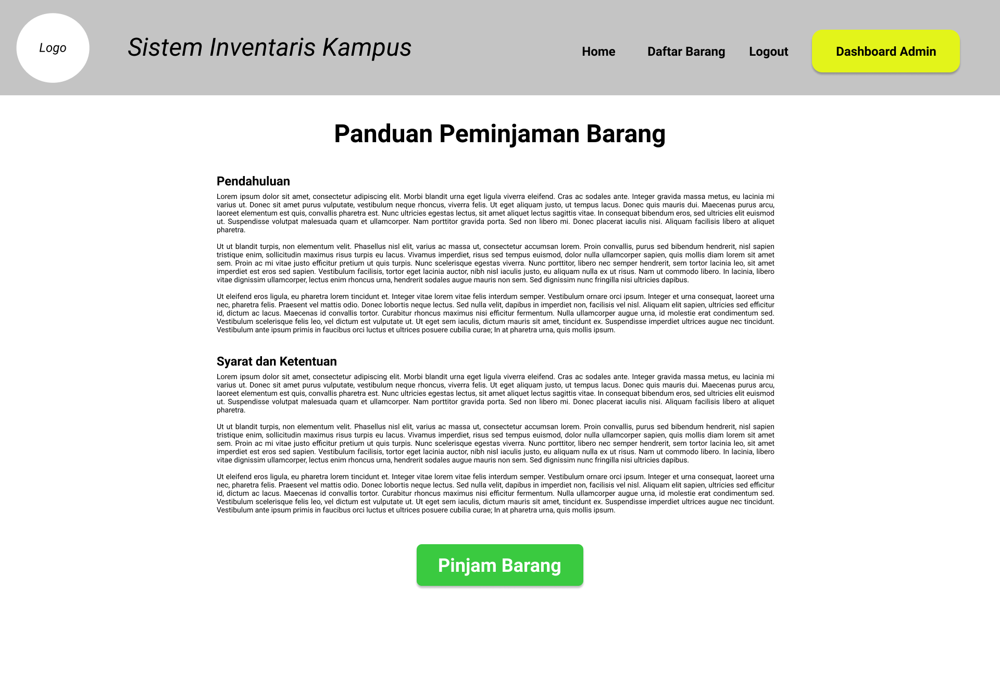 Logo
Sistem Inventaris Kampus
Home
Daftar Barang
Logout
Dashboard Admin
Panduan Peminjaman Barang
Pendahuluan
Lorem ipsum dolor sit amet, consectetur adipiscing elit. Morbi blandit urna eget ligula viverra eleifend. Cras ac sodales ante. Integer gravida massa metus, eu lacinia mi
varius ut. Donec sit amet purus vulputate, vestibulum neque rhoncus, viverra felis. Ut eget aliquam justo, ut tempus lacus. Donec quis mauris dui. Maecenas purus arcu,
laoreet elementum est quis, convallis pharetra est. Nunc ultricies egestas lectus, sit amet aliquet lectus sagittis vitae. In consequat bibendum eros, sed ultricies elit euismod
ut. Suspendisse volutpat malesuada quam et ullamcorper. Nam porttitor gravida porta. Sed non libero mi. Donec placerat iaculis nisi. Aliquam facilisis libero at aliquet
pharetra.
Ut ut blandit turpis, non elementum velit. Phasellus nisl elit, varius ac massa ut, consectetur accumsan lorem. Proin convallis, purus sed bibendum hendrerit, nisl sapien
tristique enim, sollicitudin maximus risus turpis eu lacus. Vivamus imperdiet, risus sed tempus euismod, dolor nulla ullamcorper sapien, quis mollis diam lorem sit amet
sem. Proin ac mi vitae justo efficitur pretium ut quis turpis. Nunc scelerisque egestas viverra. Nunc porttitor, libero nec semper hendrerit, sem tortor lacinia leo, sit amet
imperdiet est eros sed sapien. Vestibulum facilisis, tortor eget lacinia auctor, nibh nisl iaculis justo, eu aliquam nulla ex ut risus. Nam ut commodo libero. In lacinia, libero
vitae dignissim ullamcorper, lectus enim rhoncus urna, hendrerit sodales augue mauris non sem. Sed dignissim nunc fringilla nisi ultricies dapibus.
Ut eleifend eros ligula, eu pharetra lorem tincidunt et. Integer vitae lorem vitae felis interdum semper. Vestibulum ornare orci ipsum. Integer et urna consequat, laoreet urna
nec, pharetra felis. Praesent vel mattis odio. Donec lobortis neque lectus. Sed nulla velit, dapibus in imperdiet non, facilisis vel nisl. Aliquam elit sapien, ultricies sed efficitur
id, dictum ac lacus. Maecenas id convallis tortor. Curabitur rhoncus maximus nisi efficitur fermentum. Nulla ullamcorper augue urna, id molestie erat condimentum sed.
Vestibulum scelerisque felis leo, vel dictum est vulputate ut. Ut eget sem iaculis, dictum mauris sit amet, tincidunt ex. Suspendisse imperdiet ultrices augue nec tincidunt.
Vestibulum ante ipsum primis in faucibus orci luctus et ultrices posuere cubilia curae; In at pharetra urna, quis mollis ipsum.
Syarat dan Ketentuan
Lorem ipsum dolor sit amet, consectetur adipiscing elit. Morbi blandit urna eget ligula viverra eleifend. Cras ac sodales ante. Integer gravida massa metus, eu lacinia mi
varius ut. Donec sit amet purus vulputate, vestibulum neque rhoncus, viverra felis. Ut eget aliquam justo, ut tempus lacus. Donec quis mauris dui. Maecenas purus arcu,
laoreet elementum est quis, convallis pharetra est. Nunc ultricies egestas lectus, sit amet aliquet lectus sagittis vitae. In consequat bibendum eros, sed ultricies elit euismod
ut. Suspendisse volutpat malesuada quam et ullamcorper. Nam porttitor gravida porta. Sed non libero mi. Donec placerat iaculis nisi. Aliquam facilisis libero at aliquet
pharetra.
Ut ut blandit turpis, non elementum velit. Phasellus nisl elit, varius ac massa ut, consectetur accumsan lorem. Proin convallis, purus sed bibendum hendrerit, nisl sapien
tristique enim, sollicitudin maximus risus turpis eu lacus. Vivamus imperdiet, risus sed tempus euismod, dolor nulla ullamcorper sapien, quis mollis diam lorem sit amet
sem. Proin ac mi vitae justo efficitur pretium ut quis turpis. Nunc scelerisque egestas viverra. Nunc porttitor, libero nec semper hendrerit, sem tortor lacinia leo, sit amet
imperdiet est eros sed sapien. Vestibulum facilisis, tortor eget lacinia auctor, nibh nisl iaculis justo, eu aliquam nulla ex ut risus. Nam ut commodo libero. In lacinia, libero
vitae dignissim ullamcorper, lectus enim rhoncus urna, hendrerit sodales augue mauris non sem. Sed dignissim nunc fringilla nisi ultricies dapibus.
Ut eleifend eros ligula, eu pharetra lorem tincidunt et. Integer vitae lorem vitae felis interdum semper. Vestibulum ornare orci ipsum. Integer et urna consequat, laoreet urna
nec, pharetra felis. Praesent vel mattis odio. Donec lobortis neque lectus. Sed nulla velit, dapibus in imperdiet non, facilisis vel nisl. Aliquam elit sapien, ultricies sed efficitur
id, dictum ac lacus. Maecenas id convallis tortor. Curabitur rhoncus maximus nisi efficitur fermentum. Nulla ullamcorper augue urna, id molestie erat condimentum sed.
Vestibulum scelerisque felis leo, vel dictum est vulputate ut. Ut eget sem iaculis, dictum mauris sit amet, tincidunt ex. Suspendisse imperdiet ultrices augue nec tincidunt.
Vestibulum ante ipsum primis in faucibus orci luctus et ultrices posuere cubilia curae; In at pharetra urna, quis mollis ipsum.
Pinjam Barang